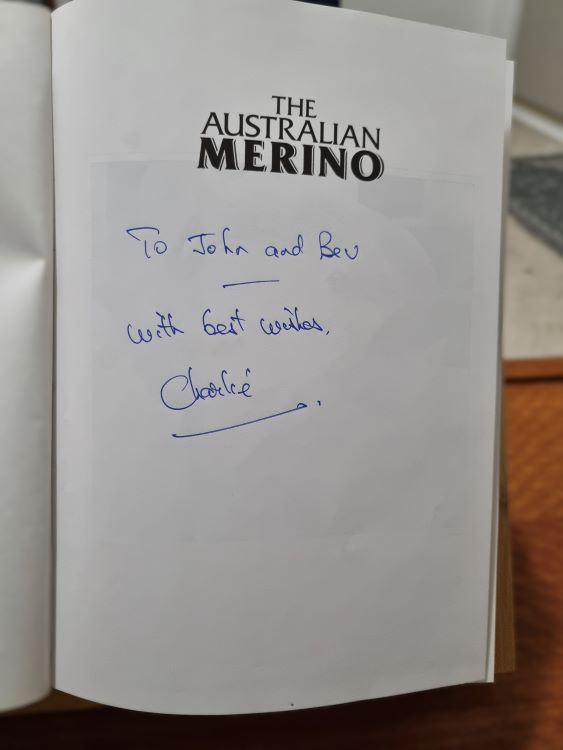 THE
AUSTRALIAN
MERINO
To John and Bev
with best wishes,
Charlie